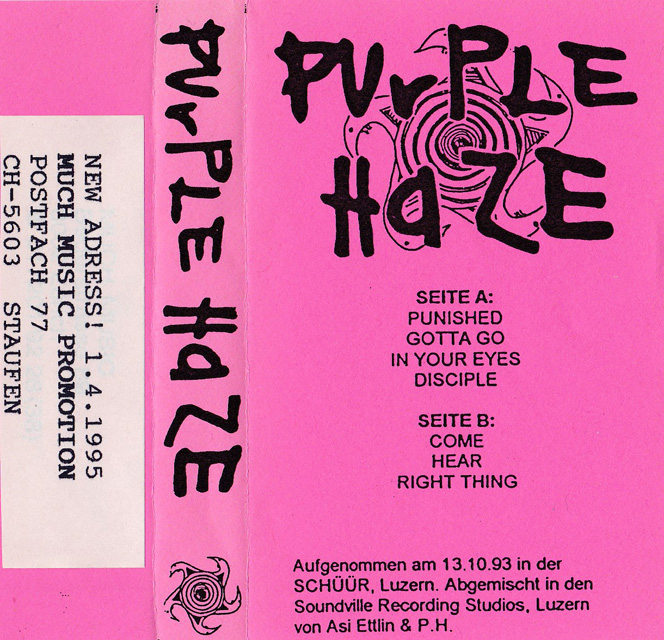 NEW ADRESS! 1.4.1995
MUCH MUSIC PROMOTION
POSTFACH 77
CH-5603 STAUFEN
PUrPLE HaZE
PUrPLE
HaZE
SEITE A:
PUNISHED
GOTTA GO
IN YOUR EYES
DISCIPLE
SEITE B:
COME
HEAR
RIGHT THING
Aufgenommen am 13.10.93 in der
SCHÜÜR, Luzern. Abgemischt in den
Soundville Recording Studios, Luzern
von Asi Ettlin & P.H.